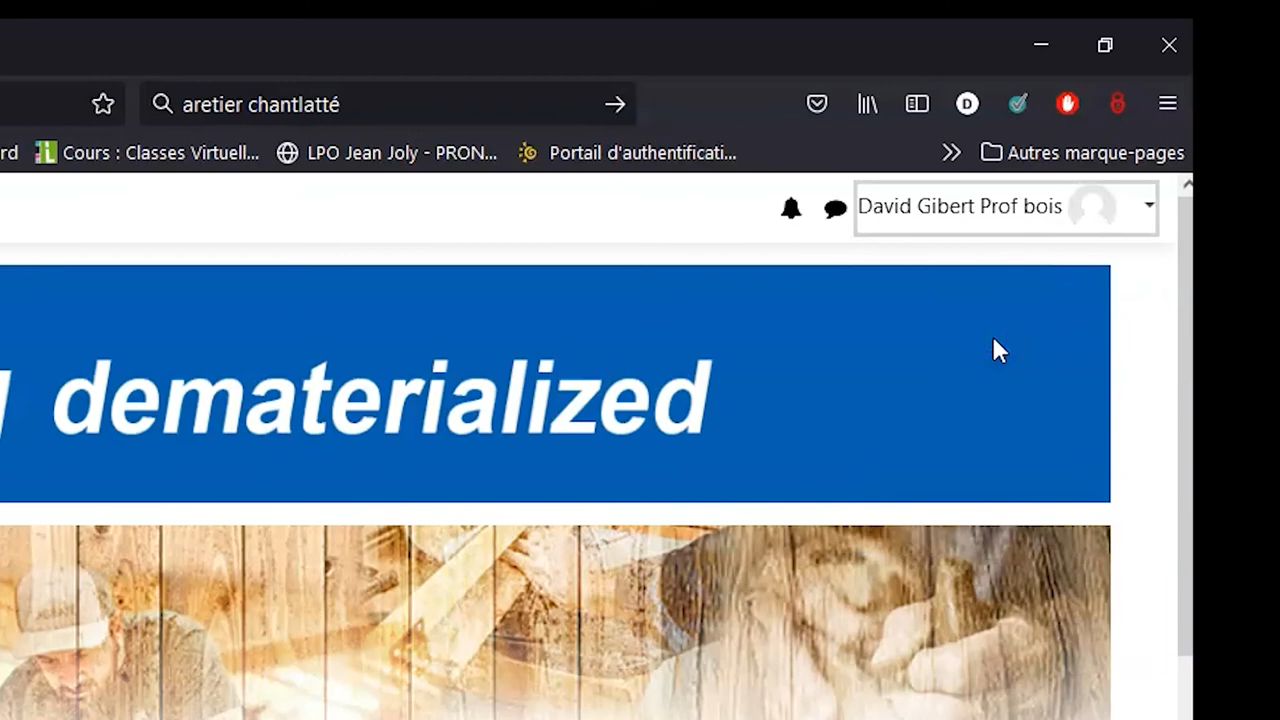 aretier chantlatté
rd Cours : Classes Virtuell... LPO Jean Joly - PRON... Portail d'authentificati... Autres marque-pages
David Gibert Prof bois
dematerialized